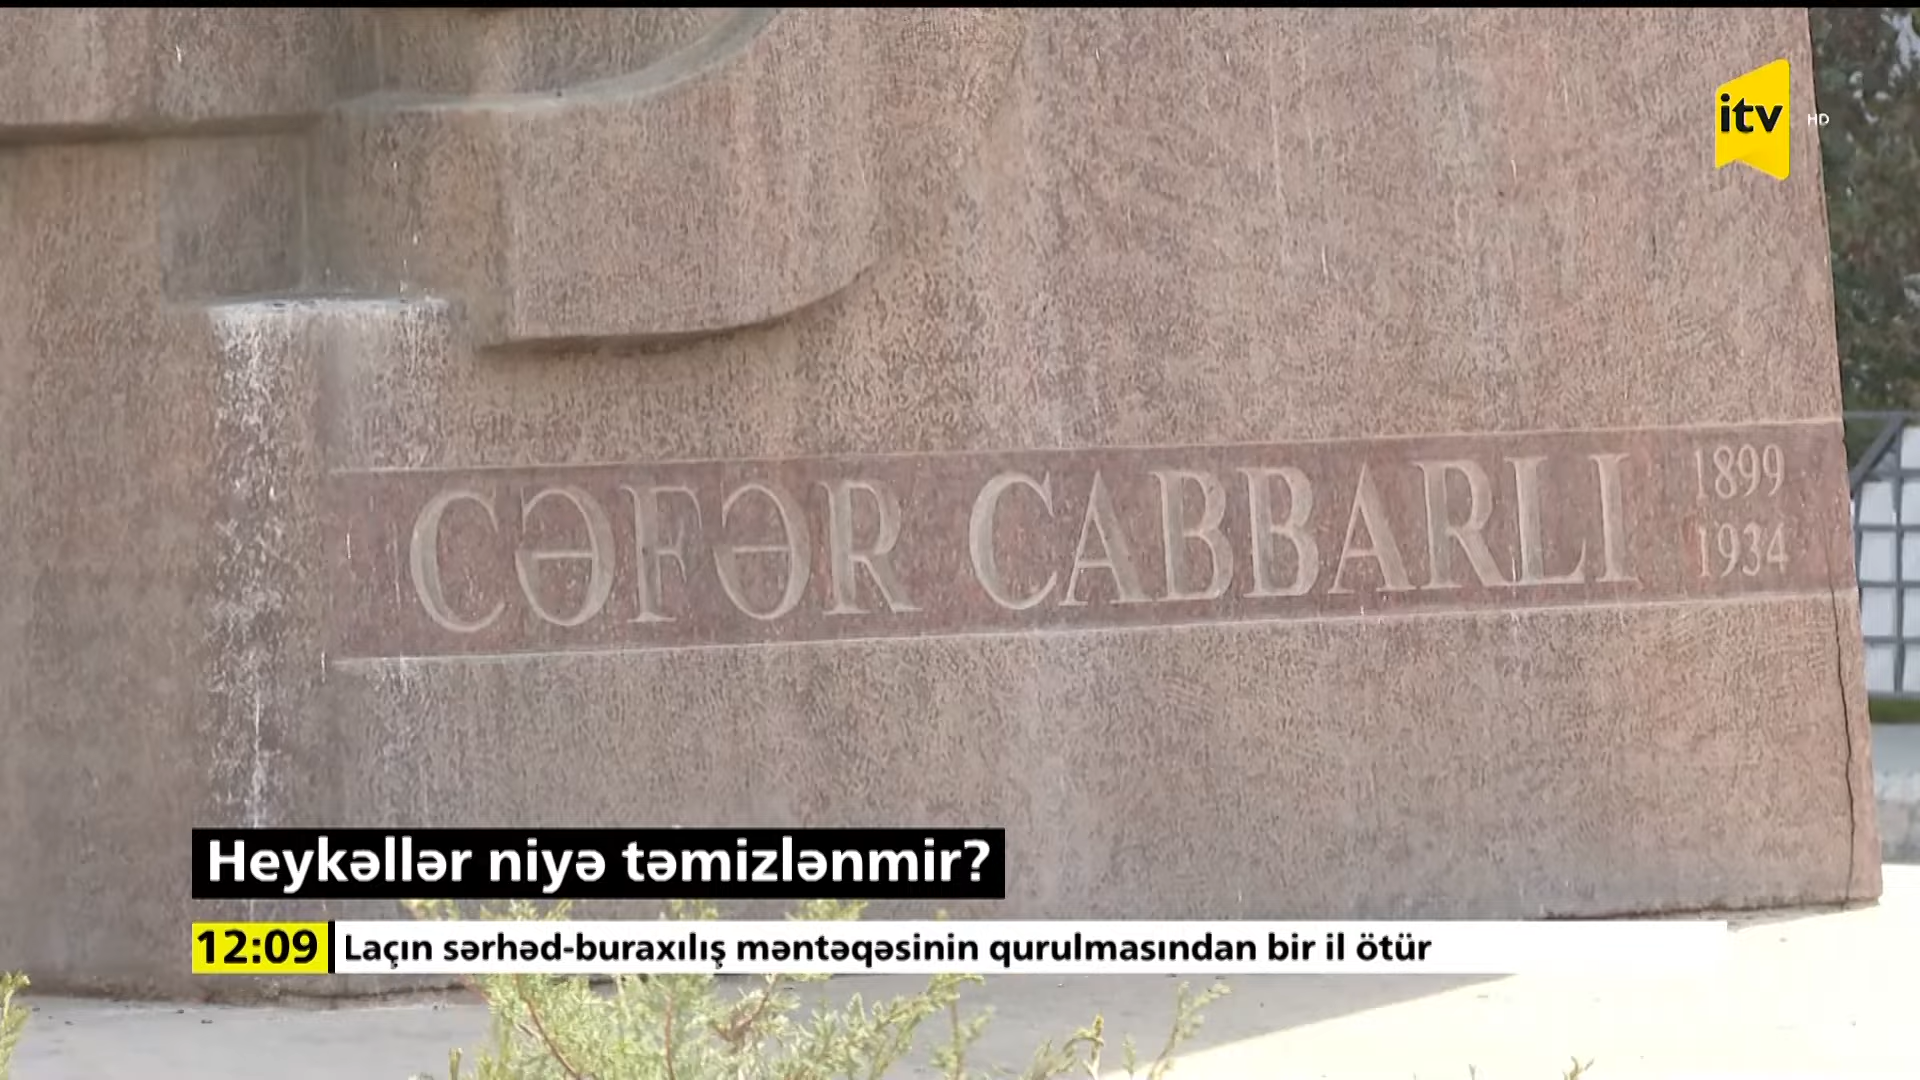 itv
HD
CƏFƏR CABBARLI
1899
1934
Heykəllər niyə təmizlənmir?
12:09
Laçın sərhəd-buraxılış məntəqəsinin qurulmasından bir il ötür